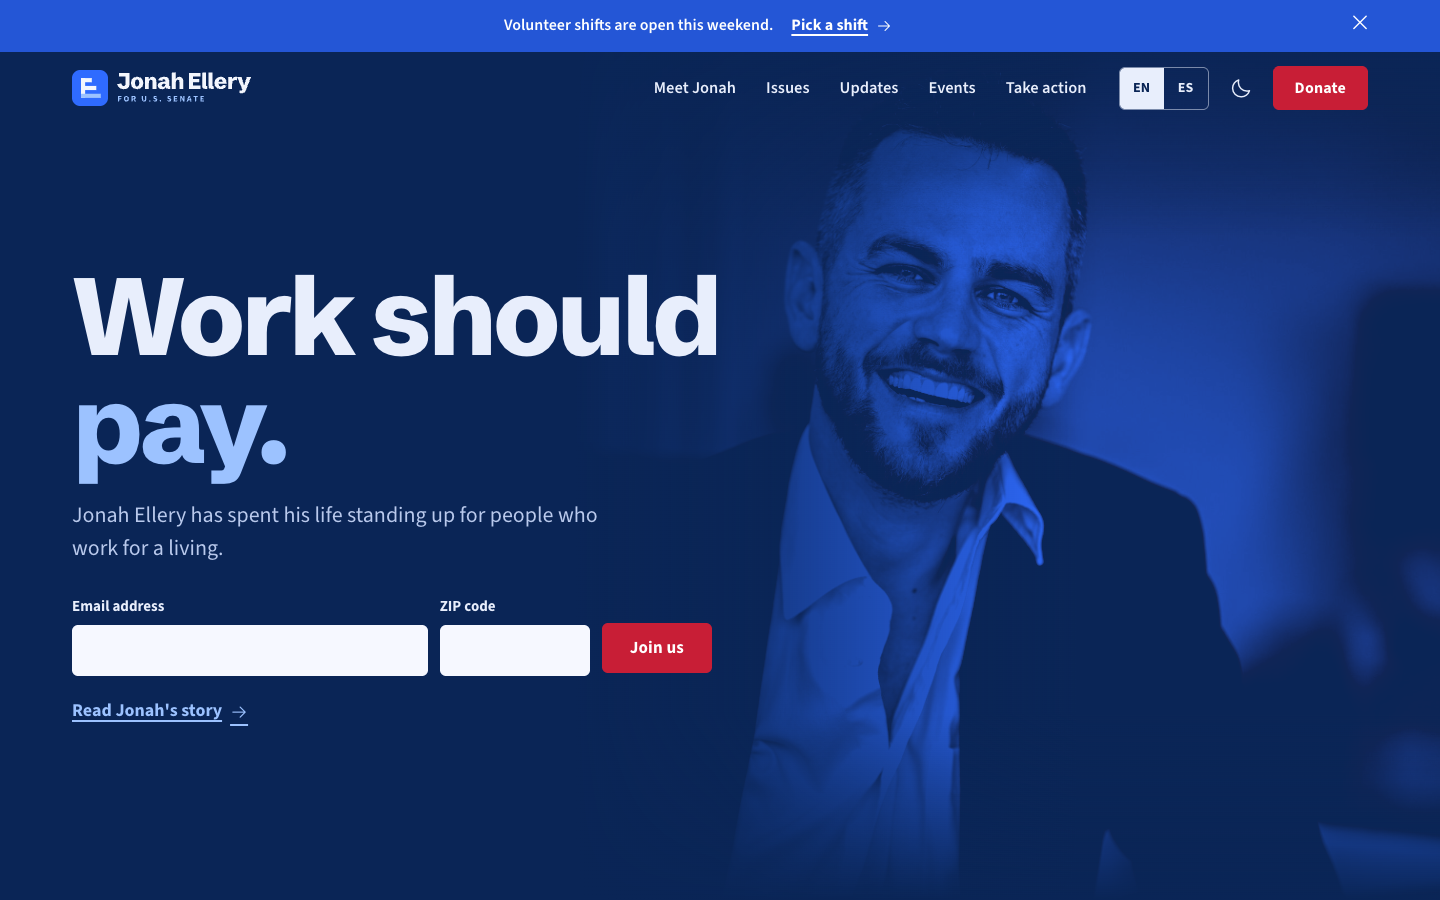 Volunteer shifts are open this weekend. Pick a shift →
Jonah Ellery
FOR U.S. SENATE
Meet Jonah Issues Updates Events Take action EN ES Donate
Work should
pay.
Jonah Ellery has spent his life standing up for people who
work for a living.
Email address ZIP code
Join us
Read Jonah's story →